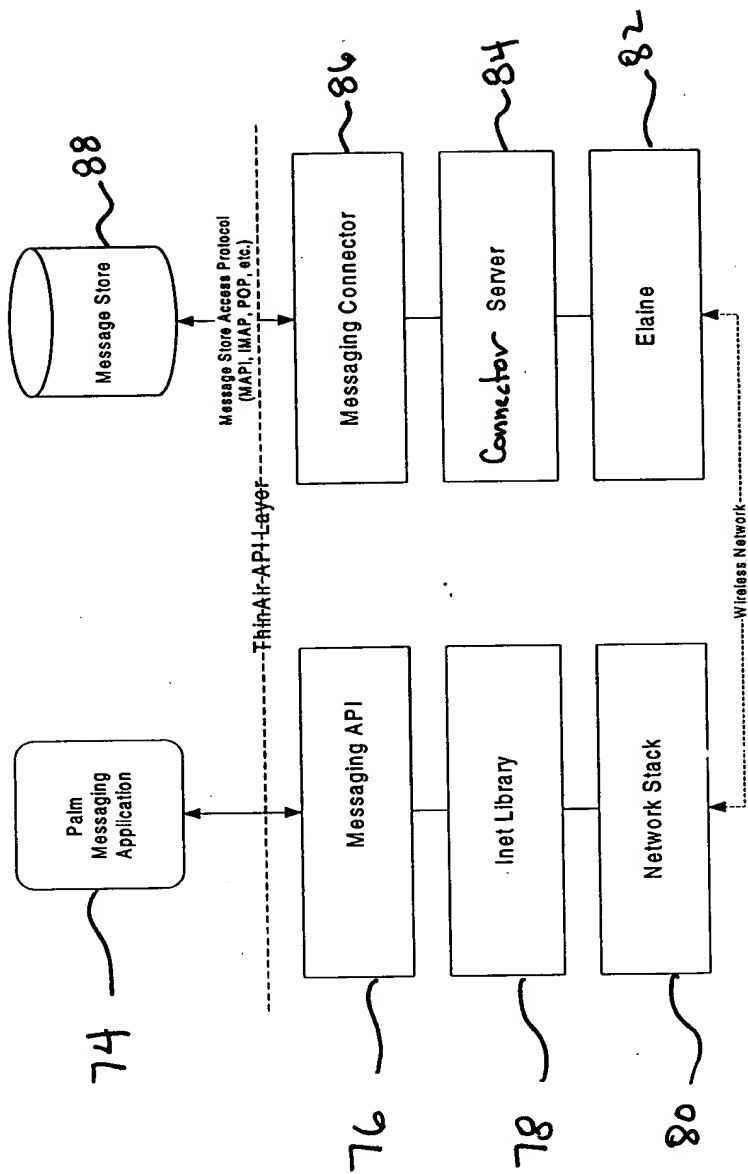 74
Palm
Messaging
Application
Message Store
88
Message Store Access Protocol
(MAPI, IMAP, POP, etc.)
ThinAir API Layer
76
Messaging API
Messaging Connector
86
78
Inet Library
Connector Server
84
80
Network Stack
Elaine
82
Wireless Network